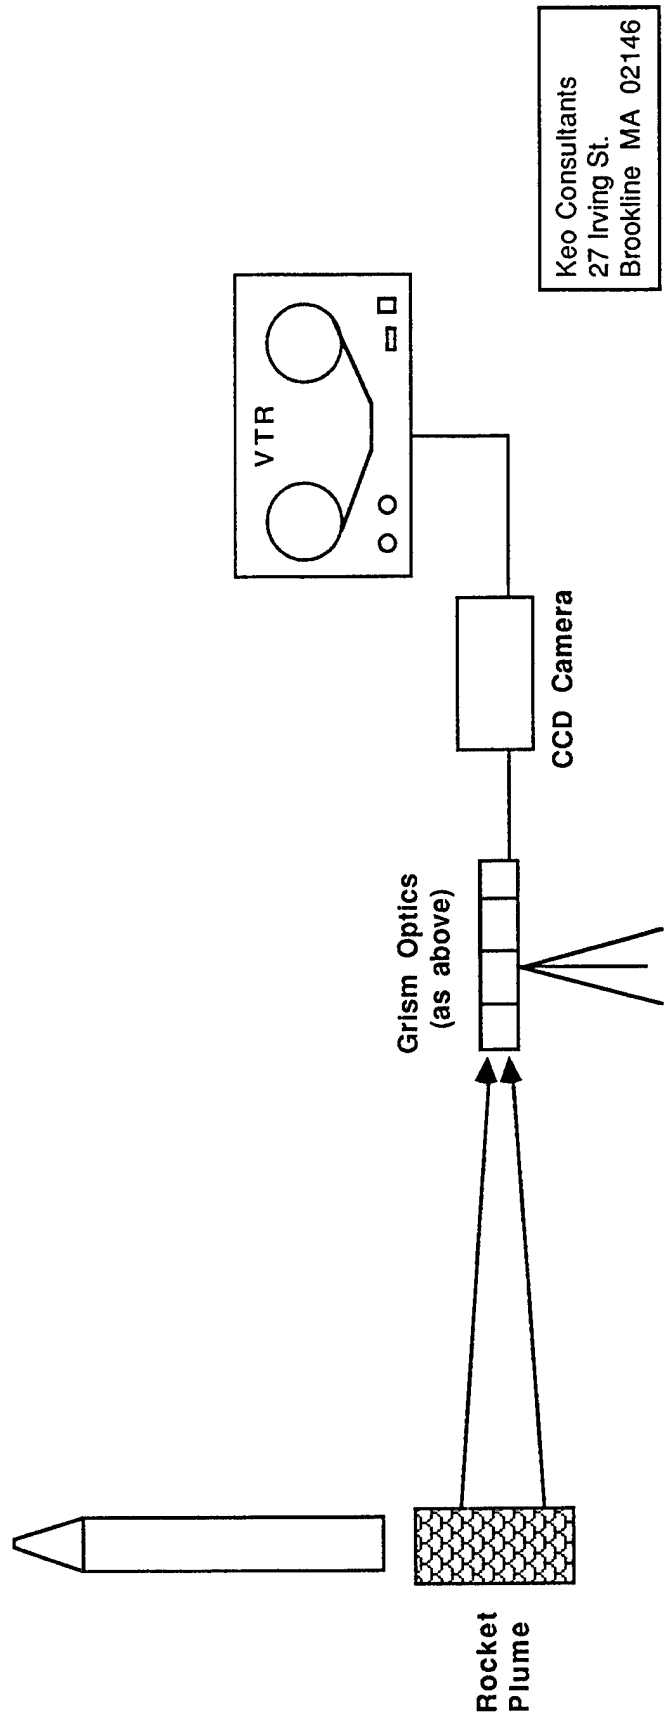 VTR
Keo Consultants
27 Irving St.
Brookline MA 02146
CCD Camera
Grism Optics
(as above)
Rocket
Plume